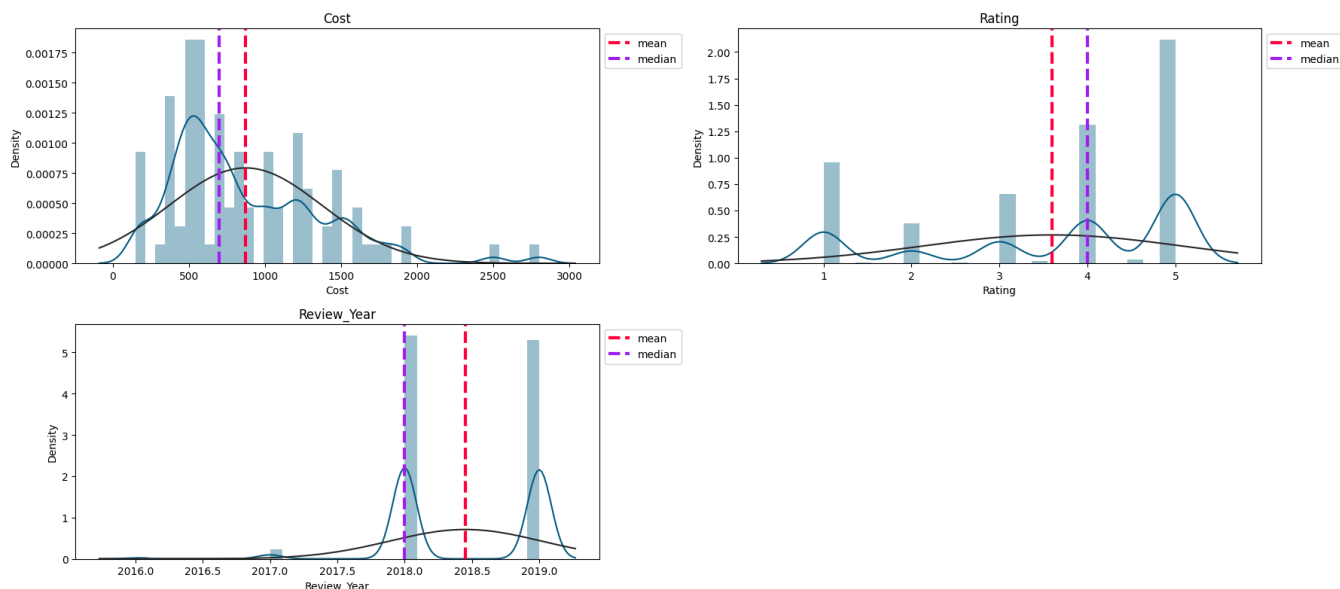 Cost
mean
median
Density
0.00175
0.00150
0.00125
0.00100
0.00075
0.00050
0.00025
0.00000
0 500 1000 1500 2000 2500 3000
Cost
Rating
mean
median
Density
2.00
1.75
1.50
1.25
1.00
0.75
0.50
0.25
0.00
1 2 3 4 5
Rating
Review_Year
mean
median
Density
5
4
3
2
1
0
2016.0 2016.5 2017.0 2017.5 2018.0 2018.5 2019.0
Review_Year